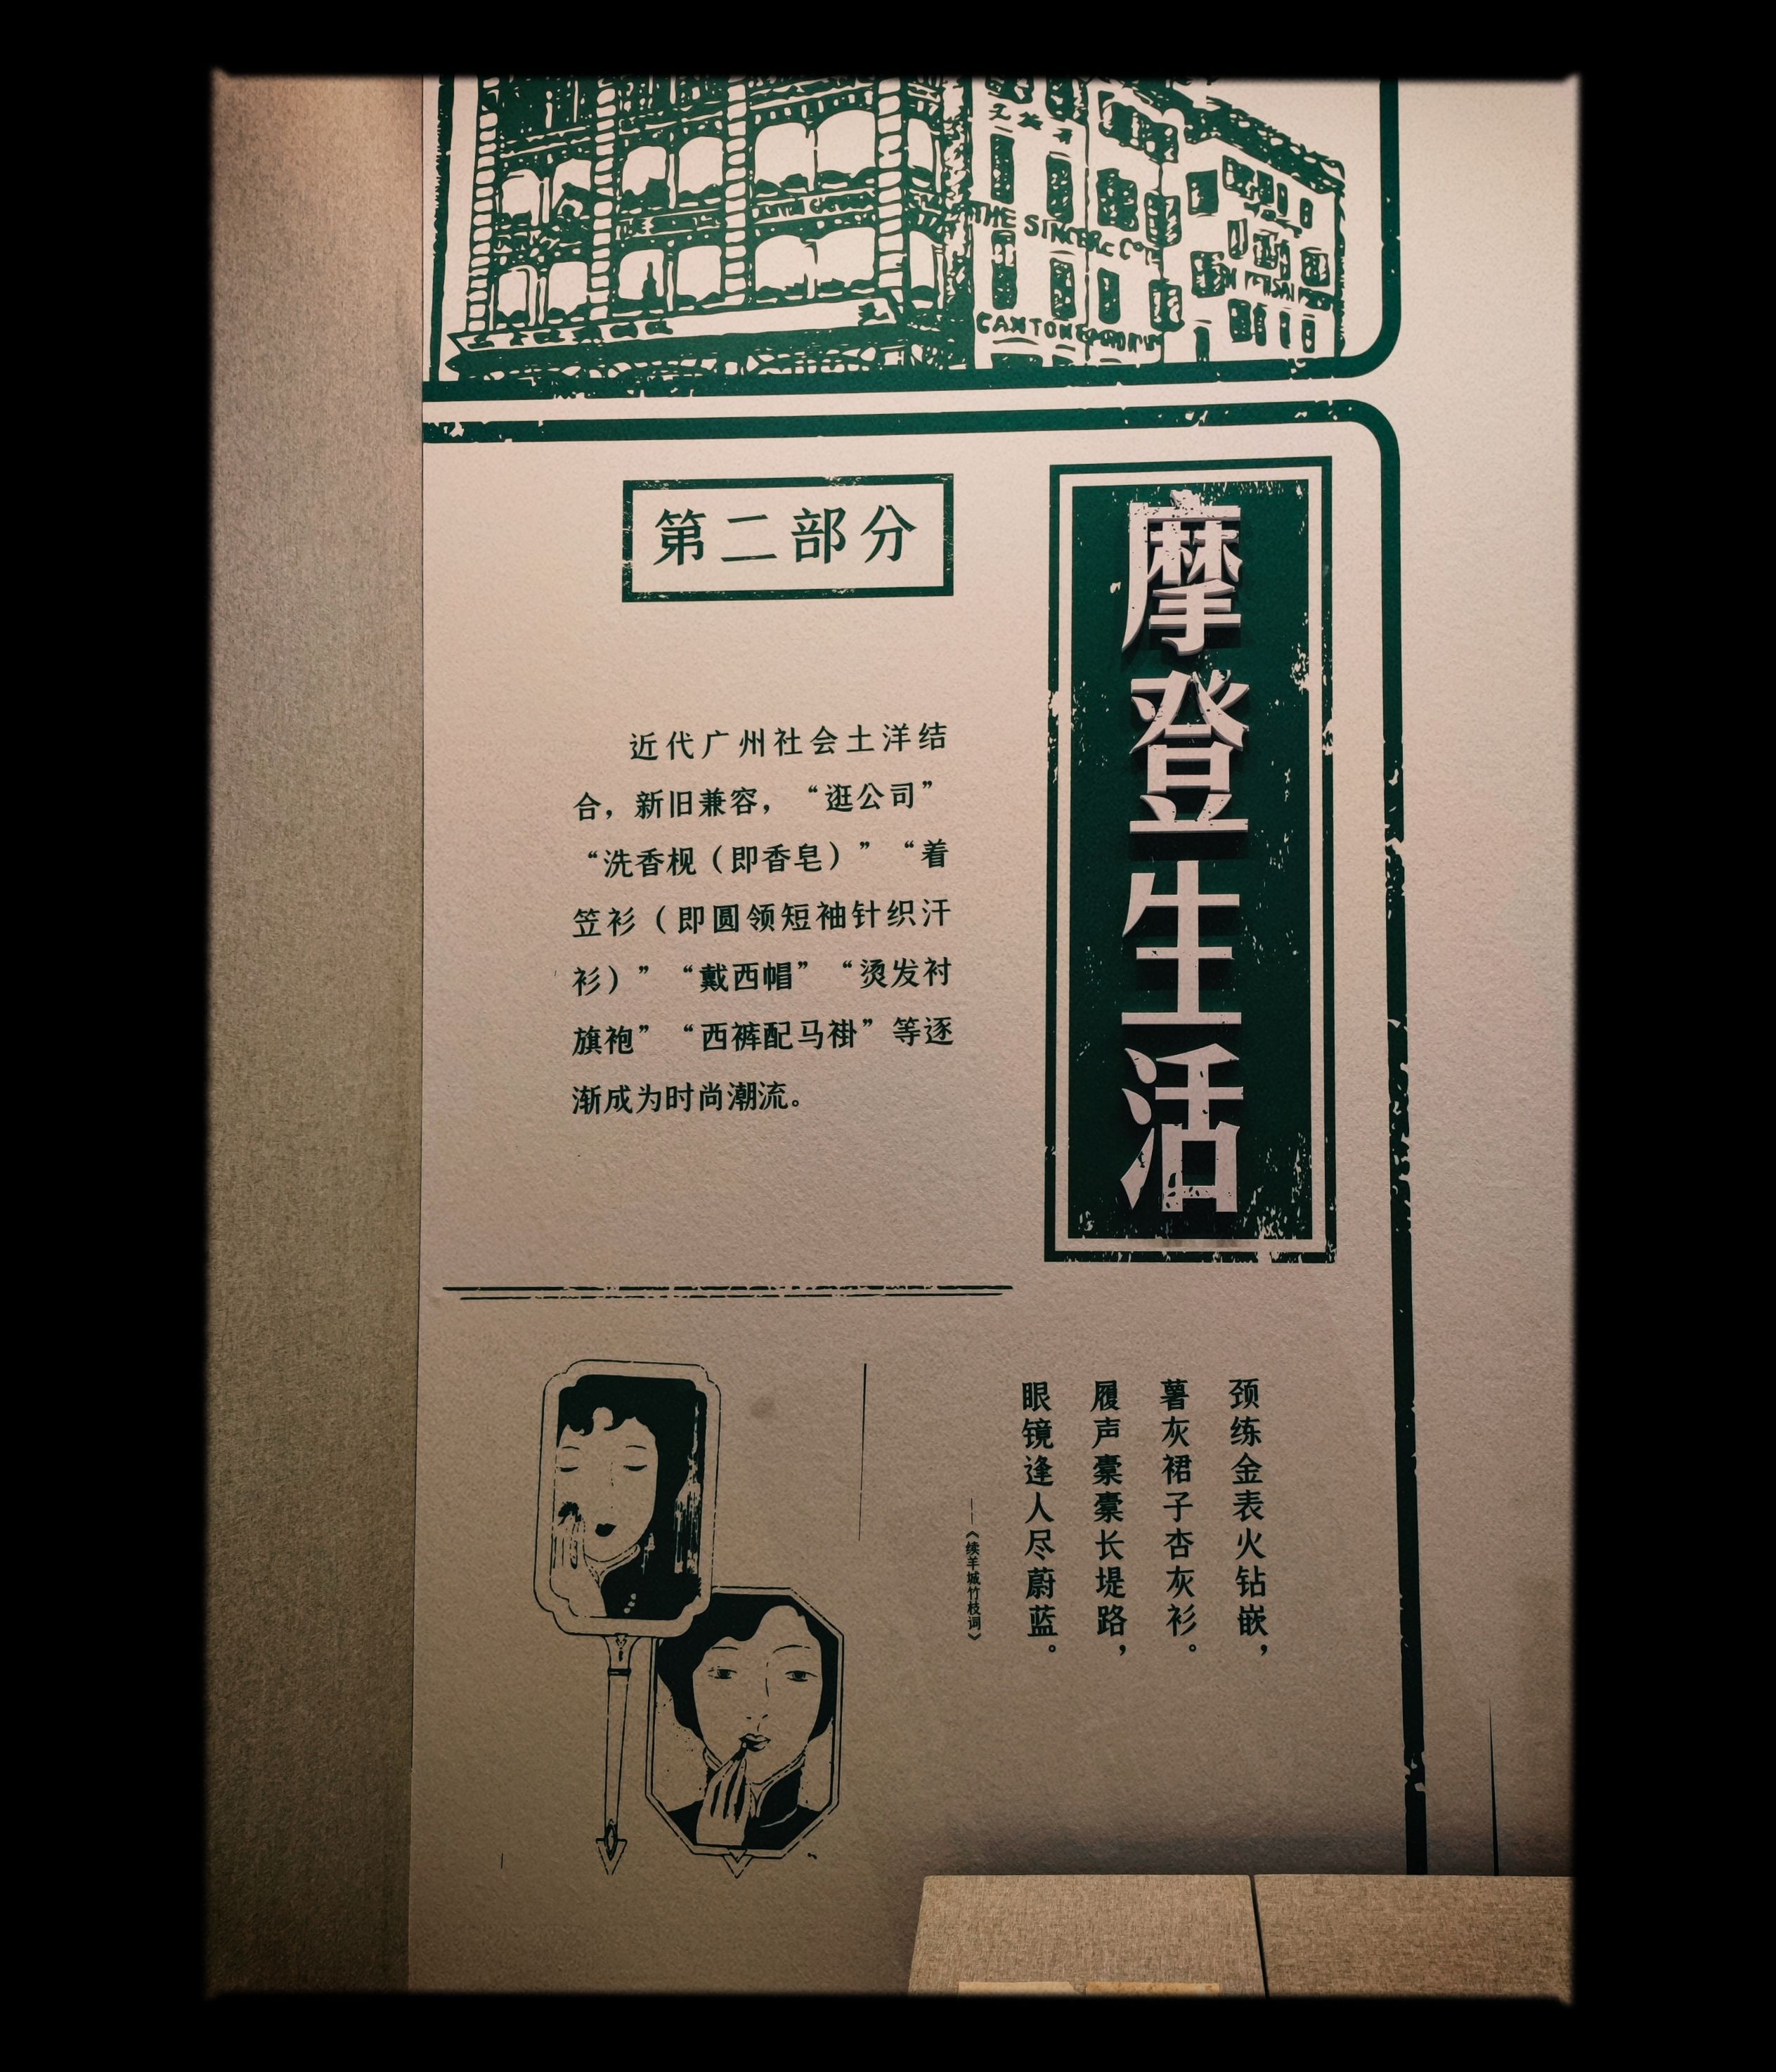 THE SINCERE Co
CANTON
第二部分
摩登生活
近代广州社会土洋结
合，新旧兼容，“逛公司”
“洗香枧（即香皂）”“着
笠衫（即圆领短袖针织汗
衫）”“戴西帽”“烫发衬
旗袍”“西裤配马褂”等逐
渐成为时尚潮流。
颈练金表火钻嵌，
薯灰裙子杏灰衫。
履声橐橐长堤路，
眼镜逢人尽蔚蓝。
——《续羊城竹枝词》